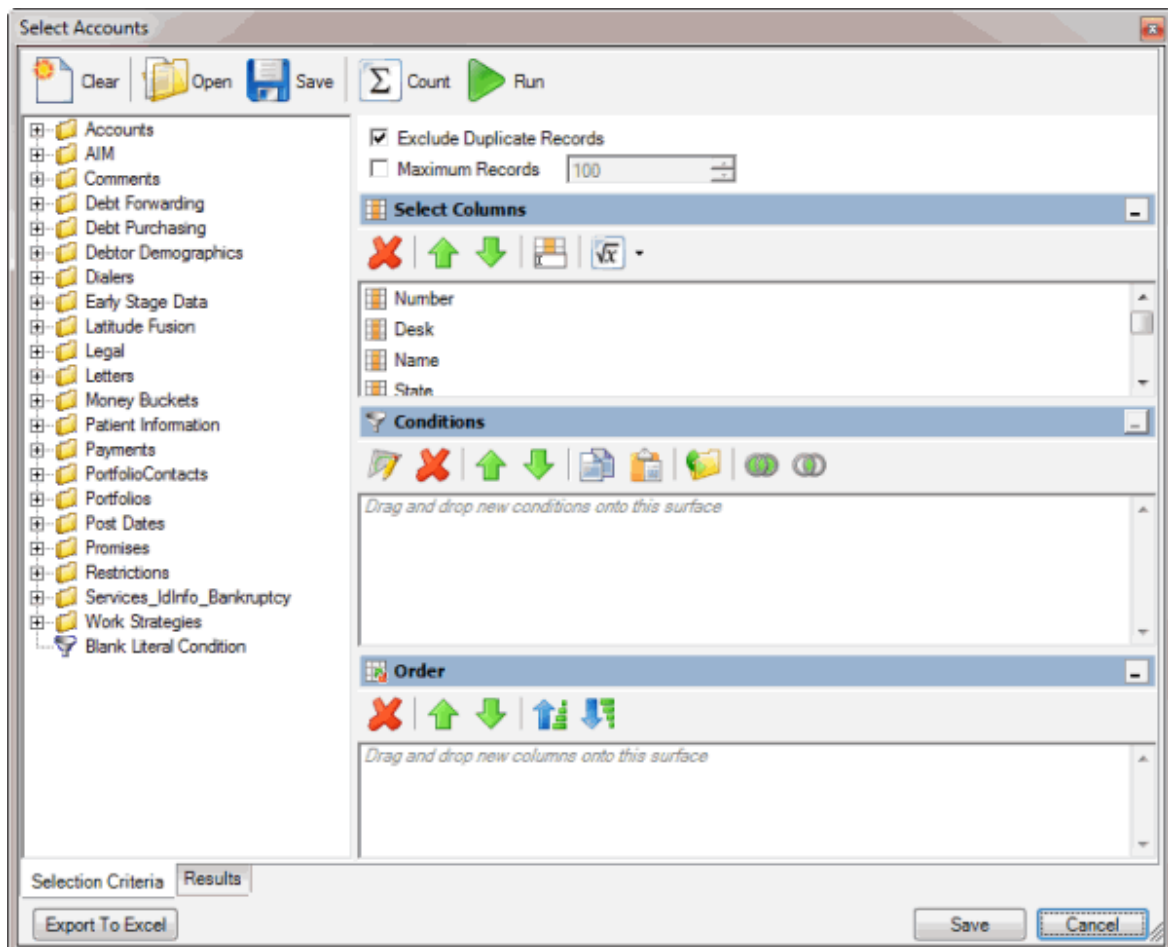 Select Accounts
Clear Open Save Σ Count Run
Accounts
AIM
Comments
Debt Forwarding
Debt Purchasing
Debtor Demographics
Dialers
Early Stage Data
Latitude Fusion
Legal
Letters
Money Buckets
Patient Information
Payments
PortfolioContacts
Portfolios
Post Dates
Promises
Restrictions
Services_IdInfo_Bankruptcy
Work Strategies
Blank Literal Condition
Exclude Duplicate Records
Maximum Records 100
Select Columns
√x
Number
Desk
Name
State
Conditions
Drag and drop new conditions onto this surface
Order
Drag and drop new columns onto this surface
Selection Criteria Results
Export To Excel Save Cancel